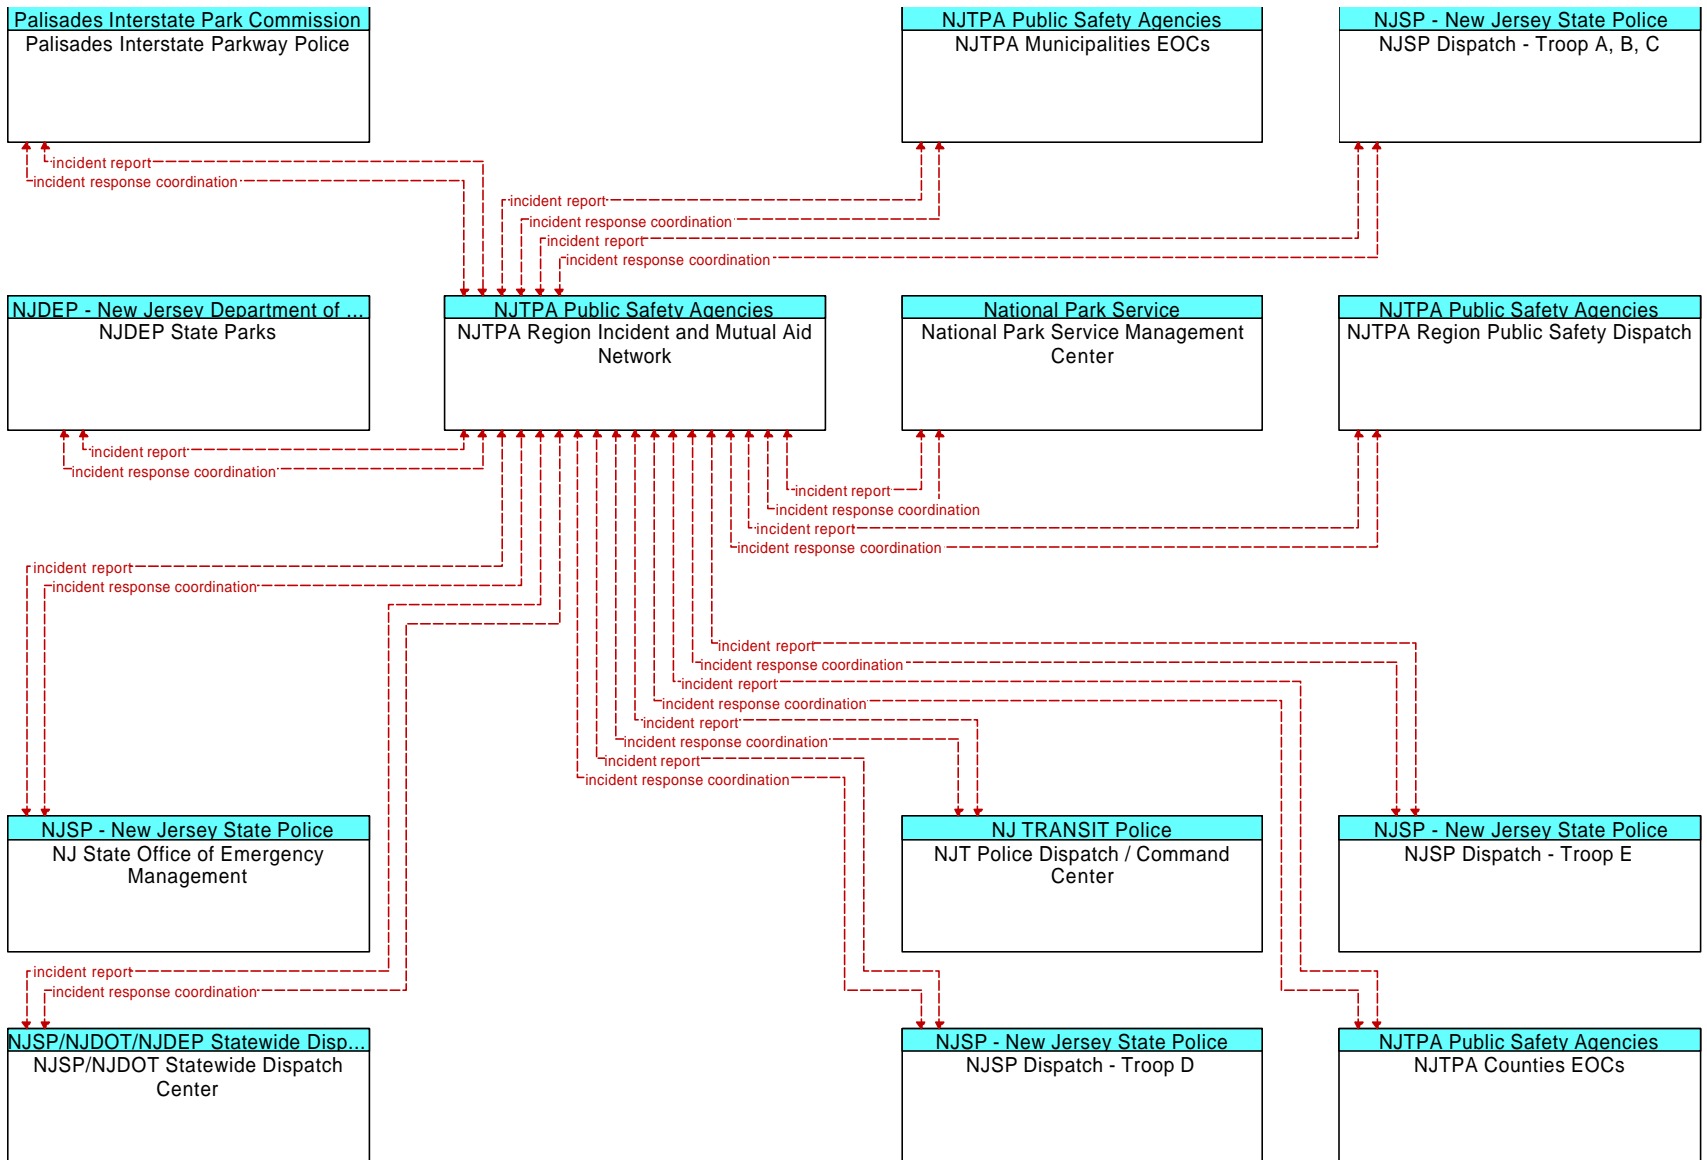 Palisades Interstate Park Commission
Palisades Interstate Parkway Police
NJTPA Public Safety Agencies
NJTPA Municipalities EOCs
NJSP - New Jersey State Police
NJSP Dispatch - Troop A, B, C
incident report
incident response coordination
incident report
incident response coordination
incident report
incident response coordination
NJDEP - New Jersey Department of ...
NJDEP State Parks
NJTPA Public Safety Agencies
NJTPA Region Incident and Mutual Aid
Network
National Park Service
National Park Service Management
Center
NJTPA Public Safety Agencies
NJTPA Region Public Safety Dispatch
incident report
incident response coordination
incident report
incident response coordination
incident report
incident response coordination
incident report
incident response coordination
incident report
incident response coordination
incident report
incident response coordination
incident report
incident response coordination
incident report
incident response coordination
NJSP - New Jersey State Police
NJ State Office of Emergency
Management
NJ TRANSIT Police
NJT Police Dispatch / Command
Center
NJSP - New Jersey State Police
NJSP Dispatch - Troop E
incident report
incident response coordination
NJSP/NJDOT/NJDEP Statewide Disp...
NJSP/NJDOT Statewide Dispatch
Center
NJSP - New Jersey State Police
NJSP Dispatch - Troop D
NJTPA Public Safety Agencies
NJTPA Counties EOCs